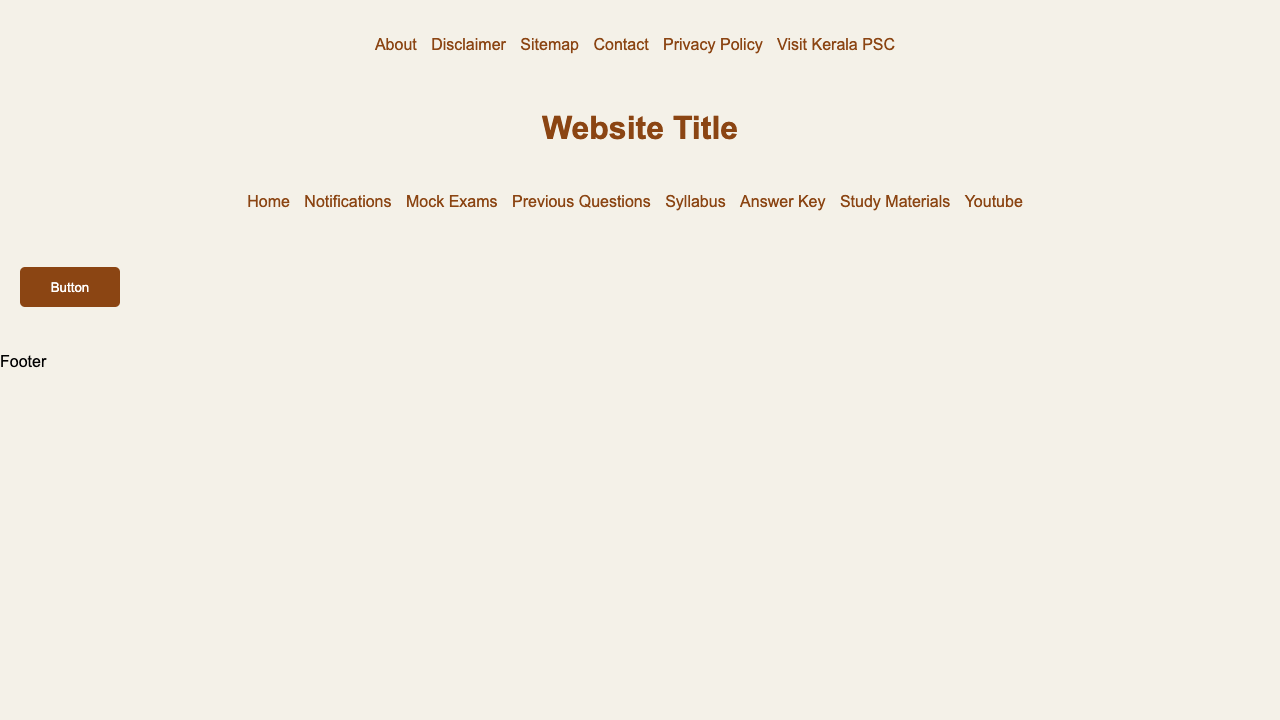 About Disclaimer Sitemap Contact Privacy Policy Visit Kerala PSC
Website Title
Home Notifications Mock Exams Previous Questions Syllabus Answer Key Study Materials Youtube
Button
Footer